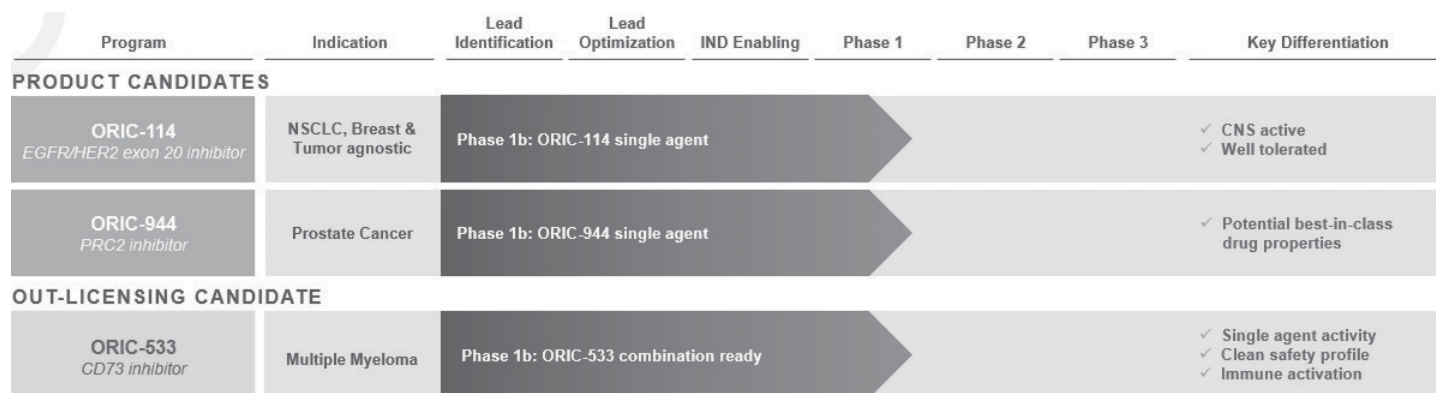 Program Indication Lead Identification Lead Optimization IND Enabling Phase 1 Phase 2 Phase 3 Key Differentiation
PRODUCT CANDIDATES
ORIC-114
EGFR/HER2 exon 20 inhibitor
NSCLC, Breast &
Tumor agnostic
Phase 1b: ORIC-114 single agent
✓ CNS active
✓ Well tolerated
ORIC-944
PRC2 inhibitor
Prostate Cancer
Phase 1b: ORIC-944 single agent
✓ Potential best-in-class
drug properties
OUT-LICENSING CANDIDATE
ORIC-533
CD73 inhibitor
Multiple Myeloma
Phase 1b: ORIC-533 combination ready
✓ Single agent activity
✓ Clean safety profile
✓ Immune activation